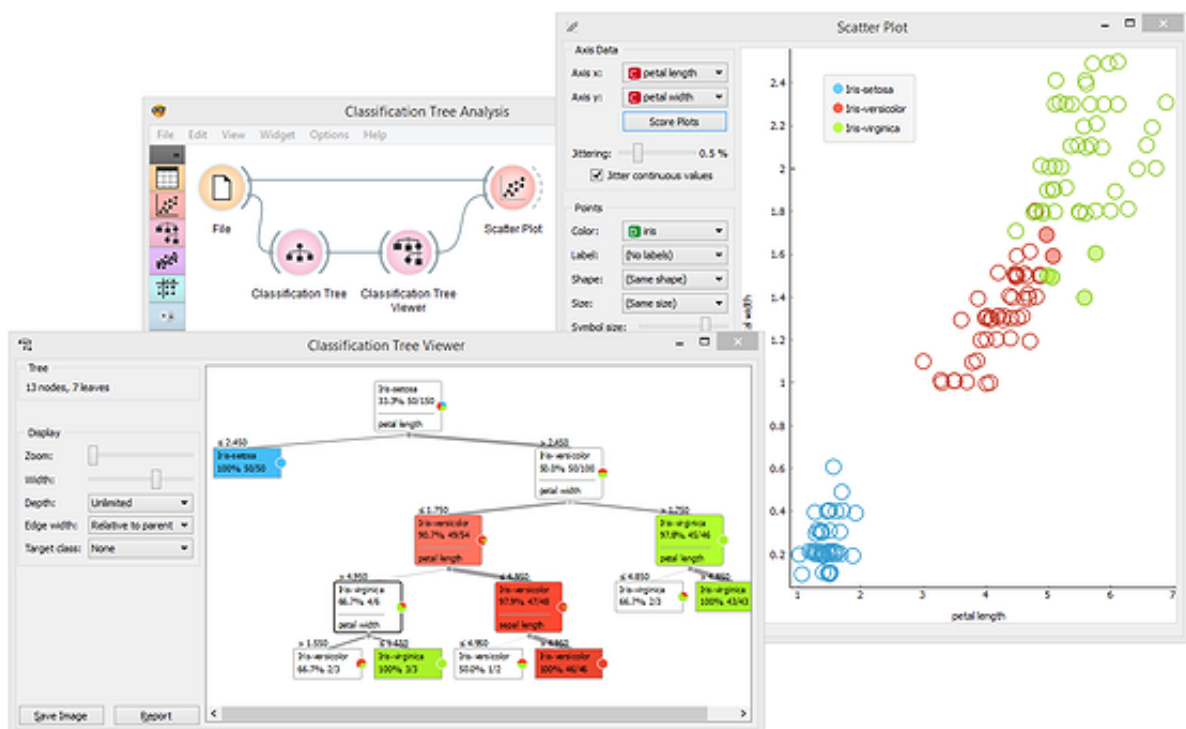 Scatter Plot
Axis Data
Axis x:
petal length
Axis y:
petal width
Score Plots
Jittering:
0.5 %
Jitter continuous values
Points
Color:
iris
Label:
(No labels)
Shape:
(Same shape)
Size:
(Same size)
Symbol size:
Iris-setosa
Iris-versicolor
Iris-virginica
2.4
2.2
2
1.8
1.6
1.4
1.2
1
0.8
0.6
0.4
0.2
1 2 3 4 5 6 7
petal length
Classification Tree Analysis
File Edit View Widget Options Help
File
Classification Tree
Classification Tree
Viewer
Scatter Plot
Classification Tree Viewer
Tree
13 nodes, 7 leaves
Display
Zoom:
Width:
Depth:
Unlimited
Edge width:
Relative to parent
Target class:
None
Save Image
Report
Iris-setosa
33.3%, 50/150
petal length
≤ 2.450
Iris-setosa
100%, 50/50
> 2.450
Iris-versicolor
50.0%, 50/100
petal width
≤ 1.750
Iris-versicolor
90.7%, 49/54
petal length
> 1.750
Iris-virginica
97.8%, 45/46
petal length
> 4.950
Iris-virginica
66.7%, 4/6
petal width
≤ 4.950
Iris-versicolor
97.9%, 47/48
sepal length
≤ 4.850
Iris-virginica
66.7%, 2/3
Iris-virginica
100%, 43/43
> 1.550
Iris-versicolor
66.7%, 2/3
Iris-virginica
100%, 3/3
≤ 4.950
Iris-versicolor
50.0%, 1/2
Iris-versicolor
100%, 46/46